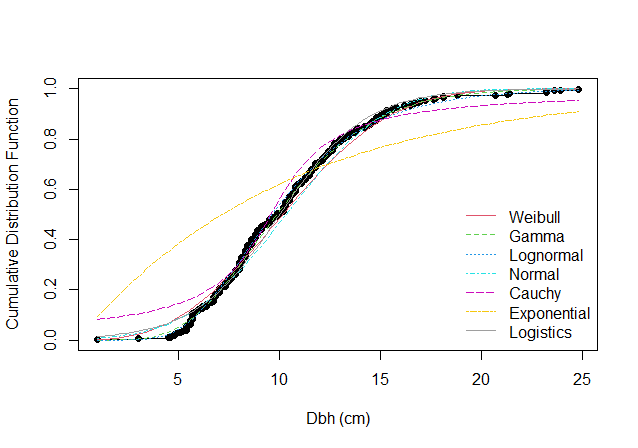 Cumulative Distribution Function
1.0
0.8
0.6
0.4
0.2
0.0
Weibull
Gamma
Lognormal
Normal
Cauchy
Exponential
Logistics
5 10 15 20 25
Dbh (cm)